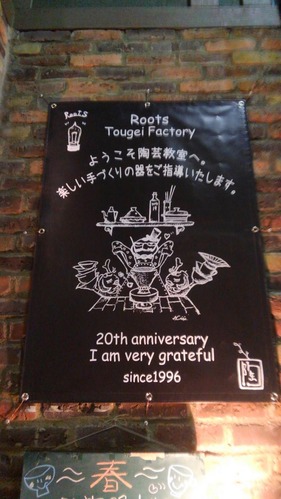 Roots
Roots
Tougei Factory
ようこそ陶芸教室へ。
楽しい手づくりの器をご指導いたします。
20th anniversary
I am very grateful
since1996
～春～